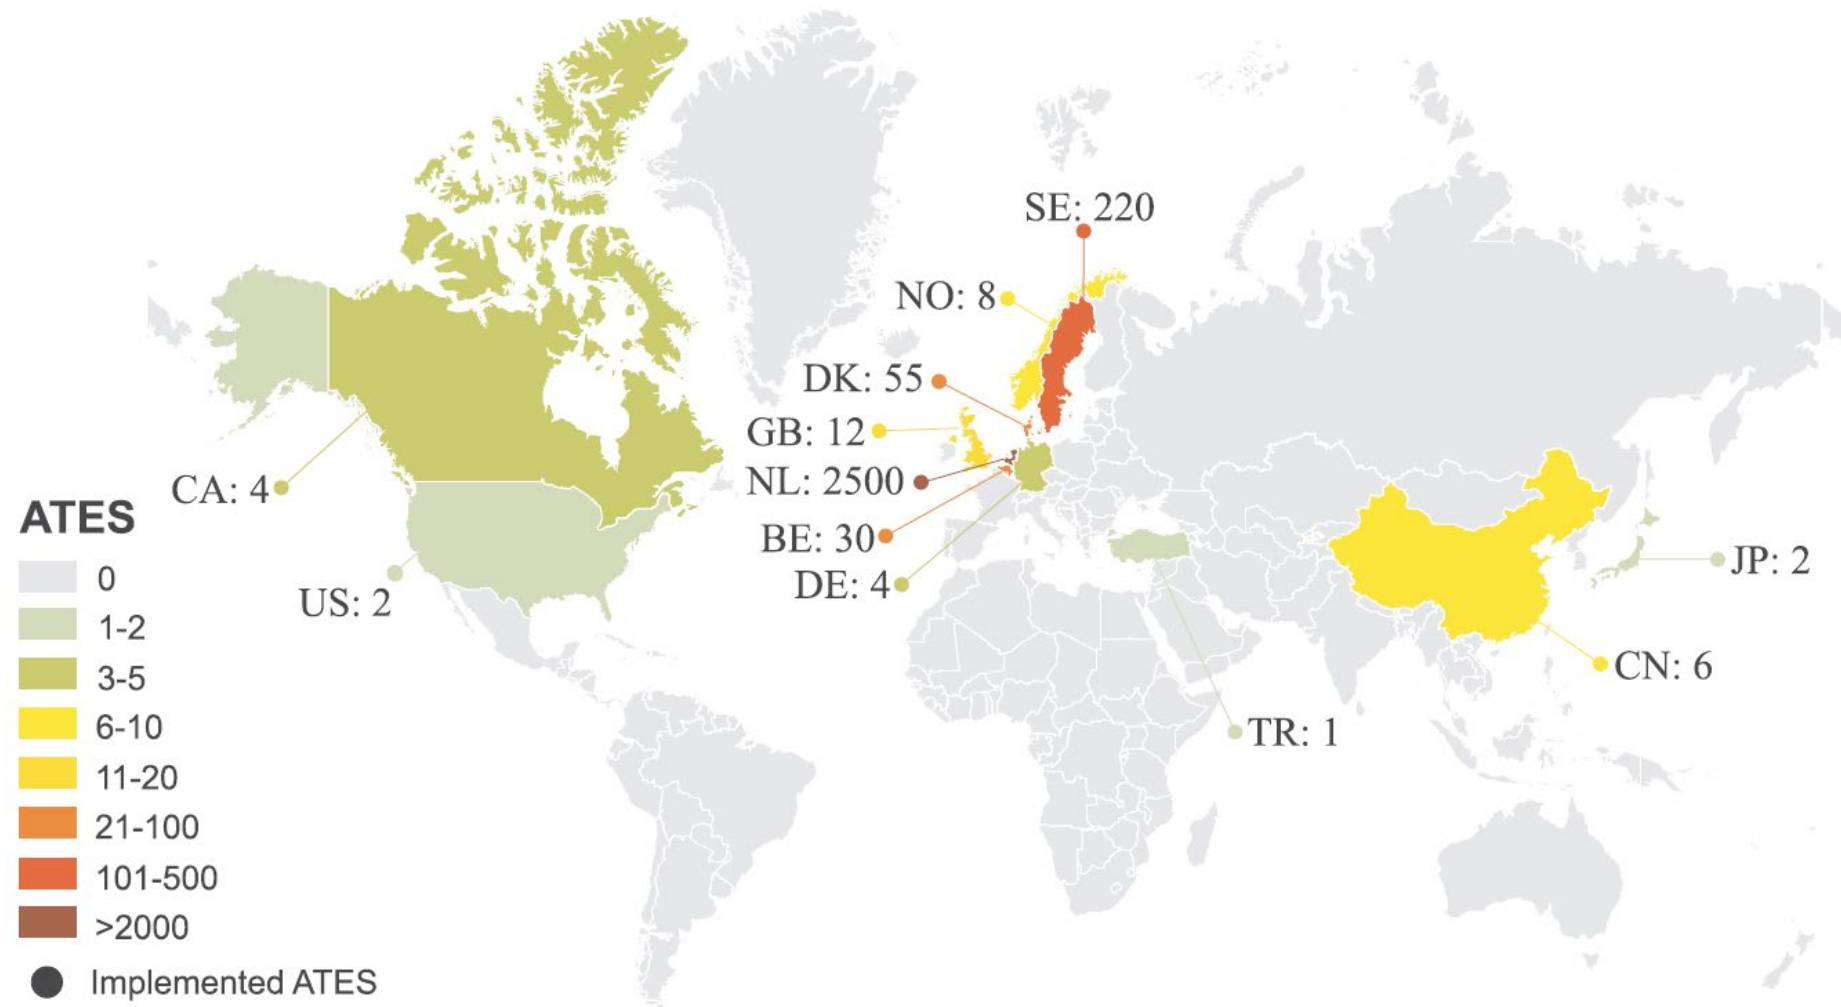 SE: 220
NO: 8
DK: 55
GB: 12
NL: 2500
BE: 30
DE: 4
CA: 4
US: 2
JP: 2
CN: 6
TR: 1
ATES
0
1-2
3-5
6-10
11-20
21-100
101-500
>2000
Implemented ATES